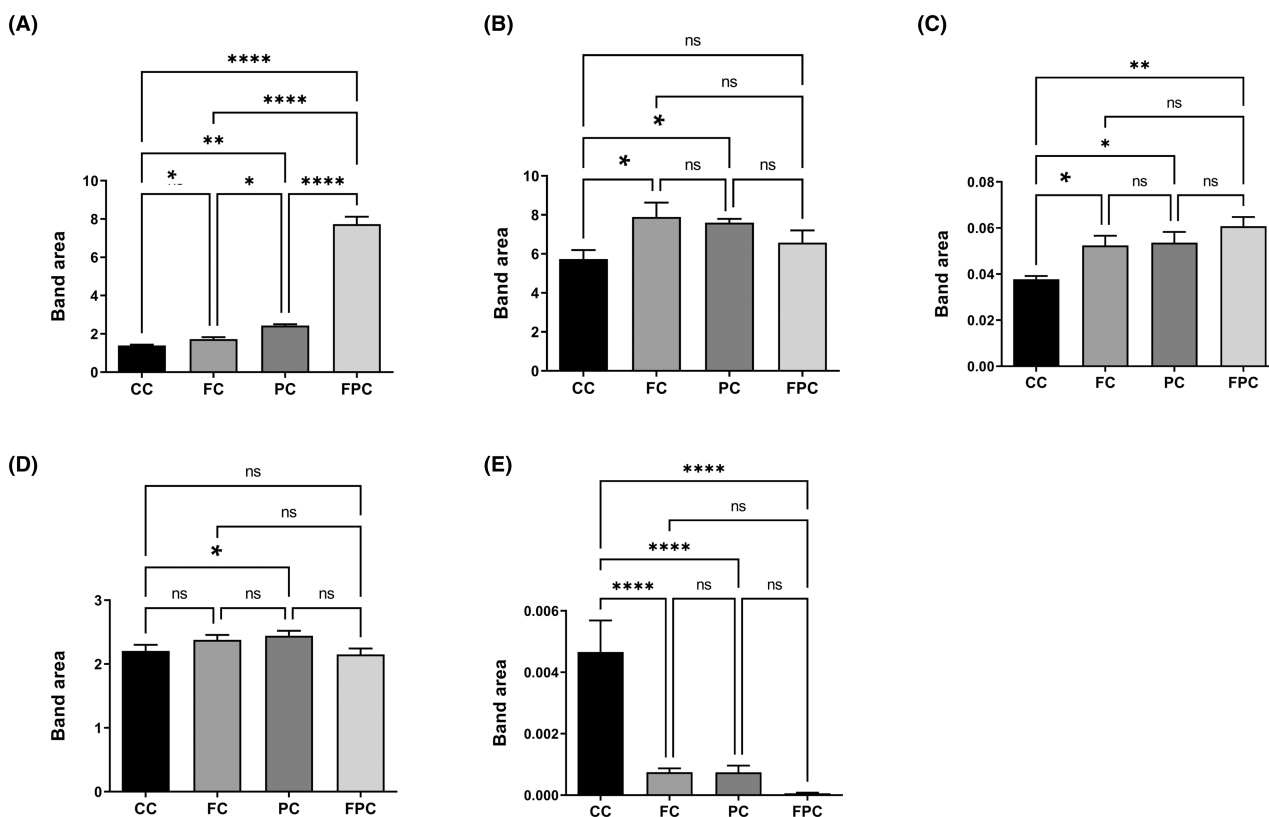 (A)
(B)
(C)
(D)
(E)
****
****
**
*
*
****
10
8
6
4
2
0
Band area
CC FC PC FPC
ns
ns
*
*
ns
ns
10
8
6
4
2
0
Band area
CC FC PC FPC
**
ns
*
*
ns
ns
0.08
0.06
0.04
0.02
0.00
Band area
CC FC PC FPC
ns
ns
*
ns
ns
ns
3
2
1
0
Band area
CC FC PC FPC
****
ns
****
****
ns
ns
0.006
0.004
0.002
0.000
Band area
CC FC PC FPC